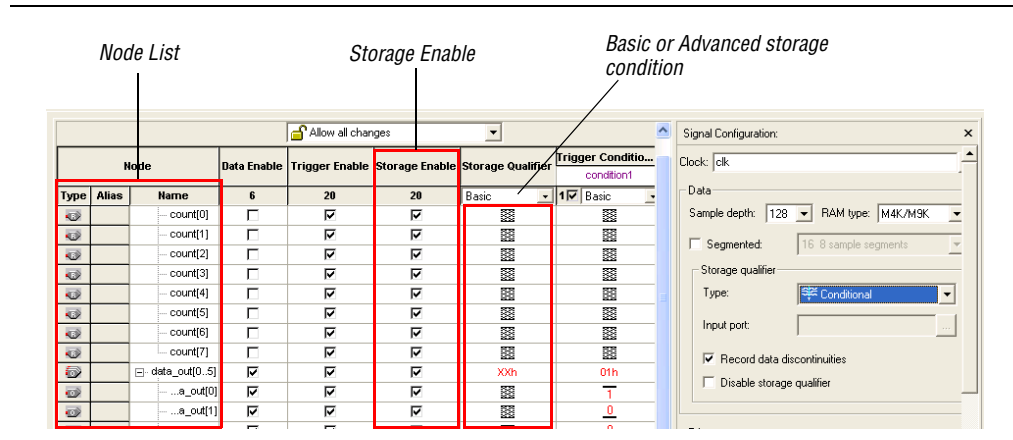 Node List
Storage Enable
Basic or Advanced storage
condition
Allow all changes
Node Data Enable Trigger Enable Storage Enable Storage Qualifier Trigger Conditio...
condition1
Type Alias Name 6 20 20 Basic 1 Basic
count[0]
count[1]
count[2]
count[3]
count[4]
count[5]
count[6]
count[7]
data_out[0..5] XXh 01h
...a_out[0] 1
...a_out[1] 0
Signal Configuration:
Clock: clk
Data
Sample depth: 128 RAM type: M4K/M9K
Segmented: 16 8 sample segments
Storage qualifier
Type: Conditional
Input port: ...
Record data discontinuities
Disable storage qualifier